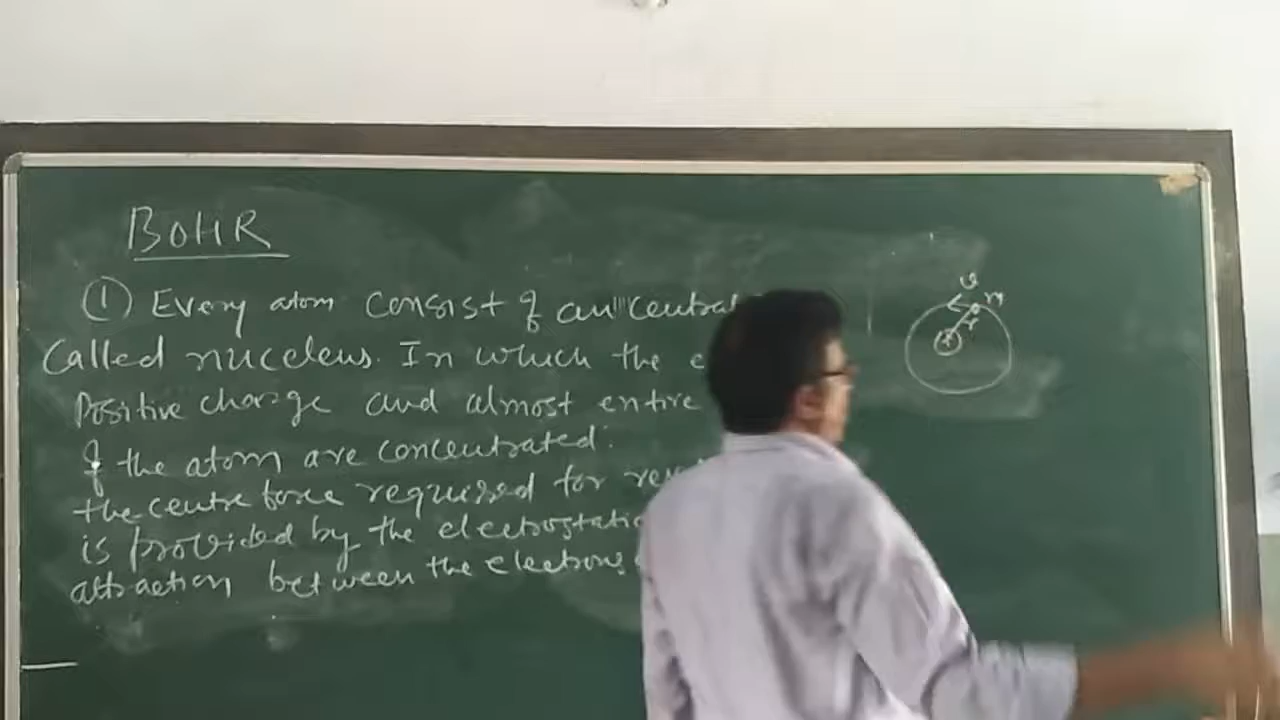 BOHR
① Every atom consist of an central
called nucleus. In which the
Positive charge and almost entire
of the atom are concentrated.
the centre force required for
is provided by the electrostatic
attraction between the electrons
v
m
r